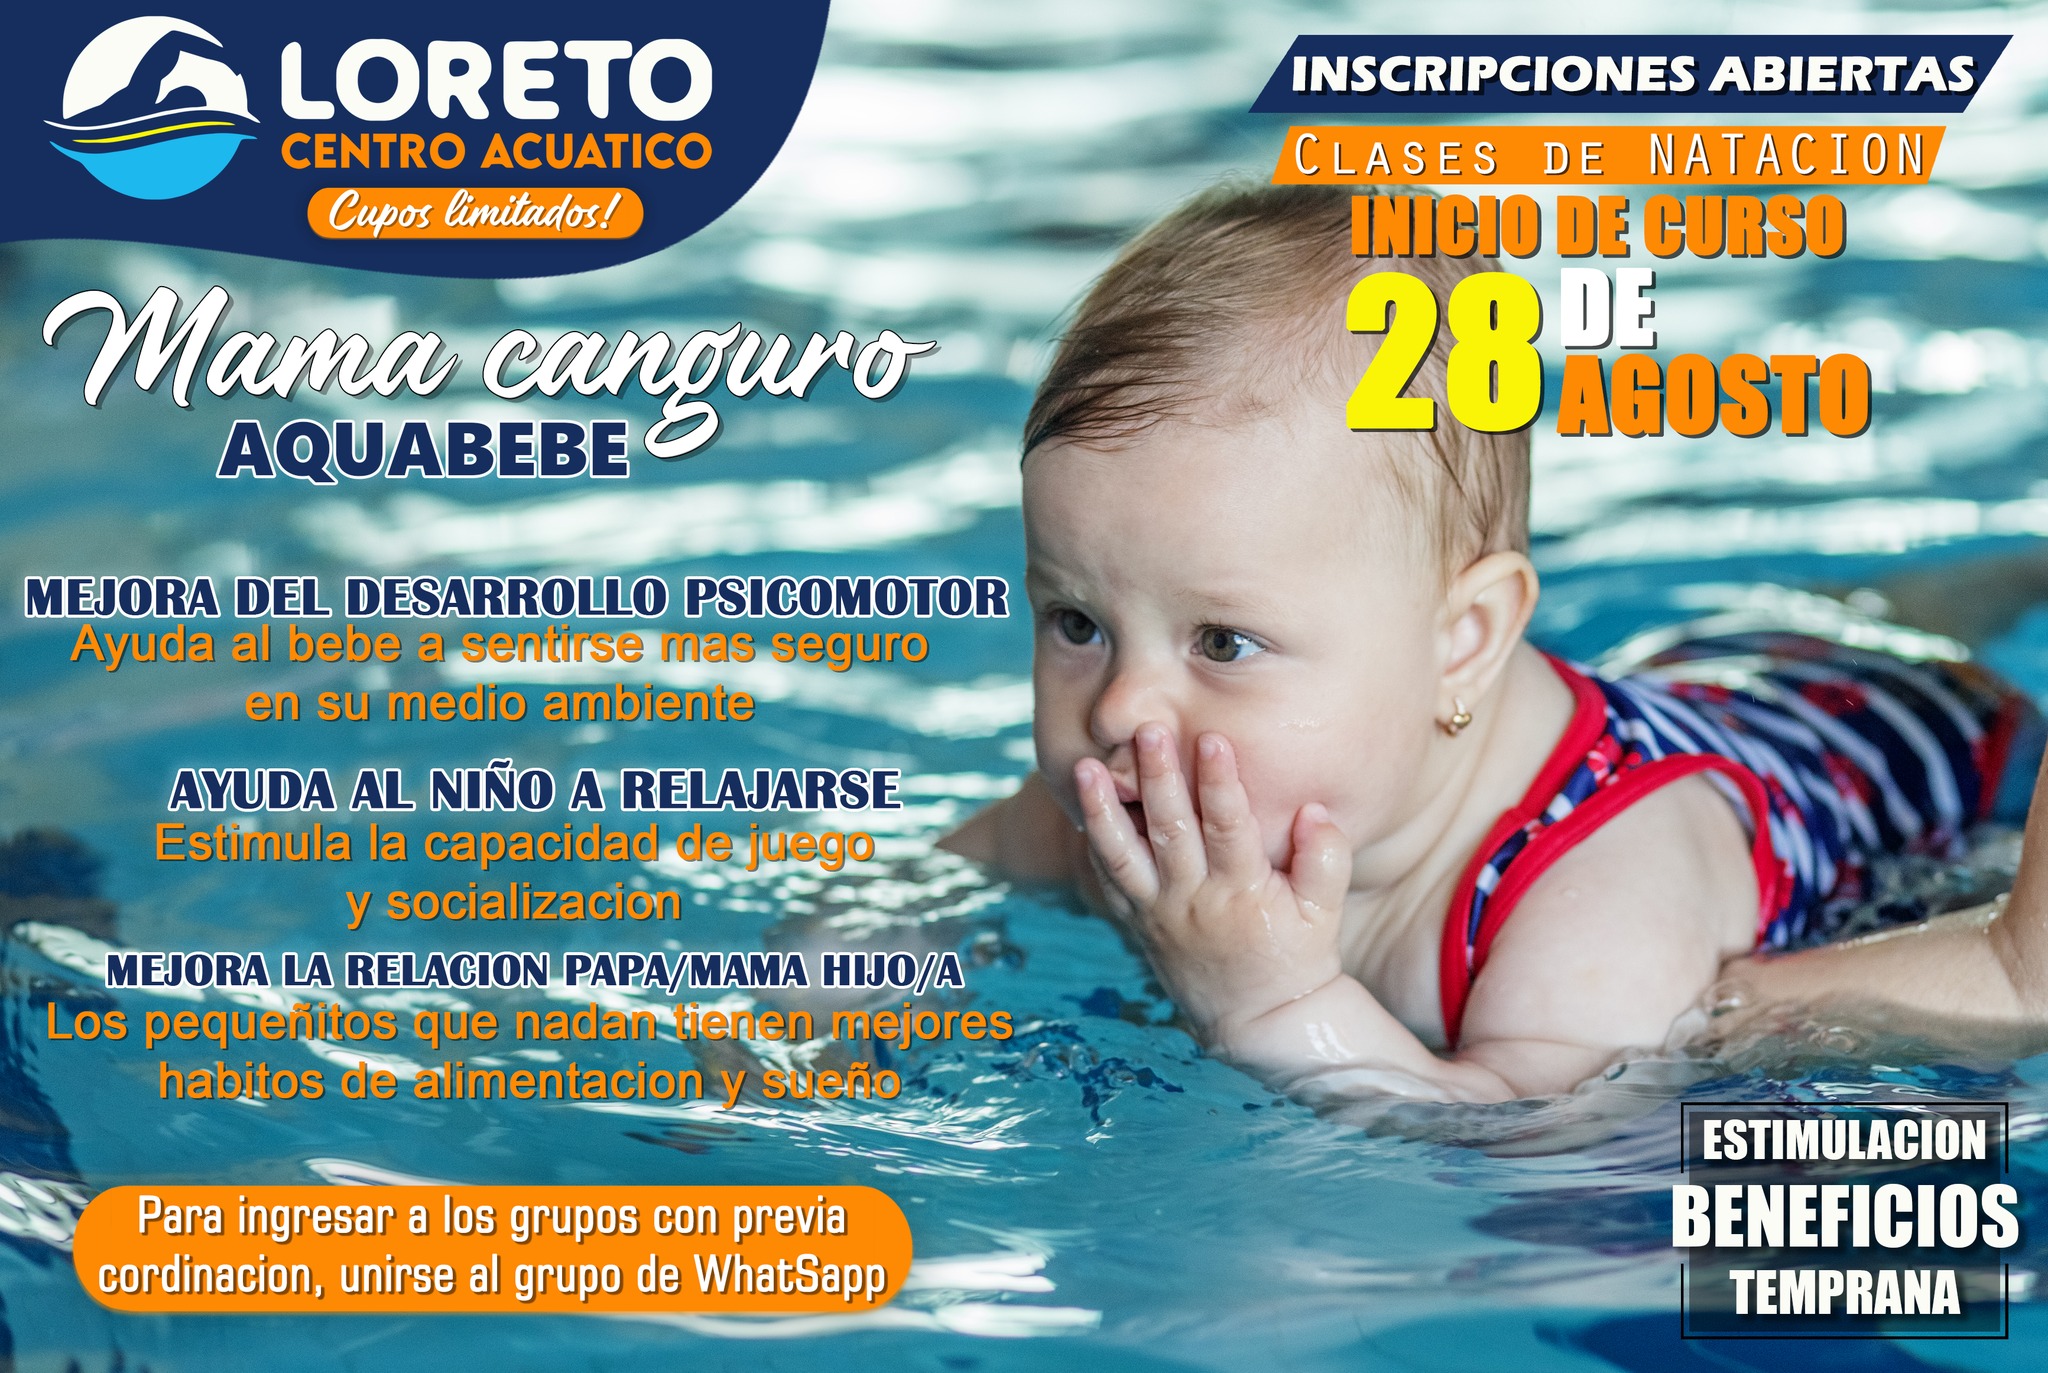 LORETO
CENTRO ACUATICO
Cupos limitados!
INSCRIPCIONES ABIERTAS
CLASES DE NATACION
INICIO DE CURSO
28 DE
AGOSTO
Mama canguro
AQUABEBE
MEJORA DEL DESARROLLO PSICOMOTOR
Ayuda al bebe a sentirse mas seguro
en su medio ambiente
AYUDA AL NIÑO A RELAJARSE
Estimula la capacidad de juego
y socializacion
MEJORA LA RELACION PAPA/MAMA HIJO/A
Los pequeñitos que nadan tienen mejores
habitos de alimentacion y sueño
Para ingresar a los grupos con previa
cordinacion, unirse al grupo de WhatSapp
ESTIMULACION
BENEFICIOS
TEMPRANA